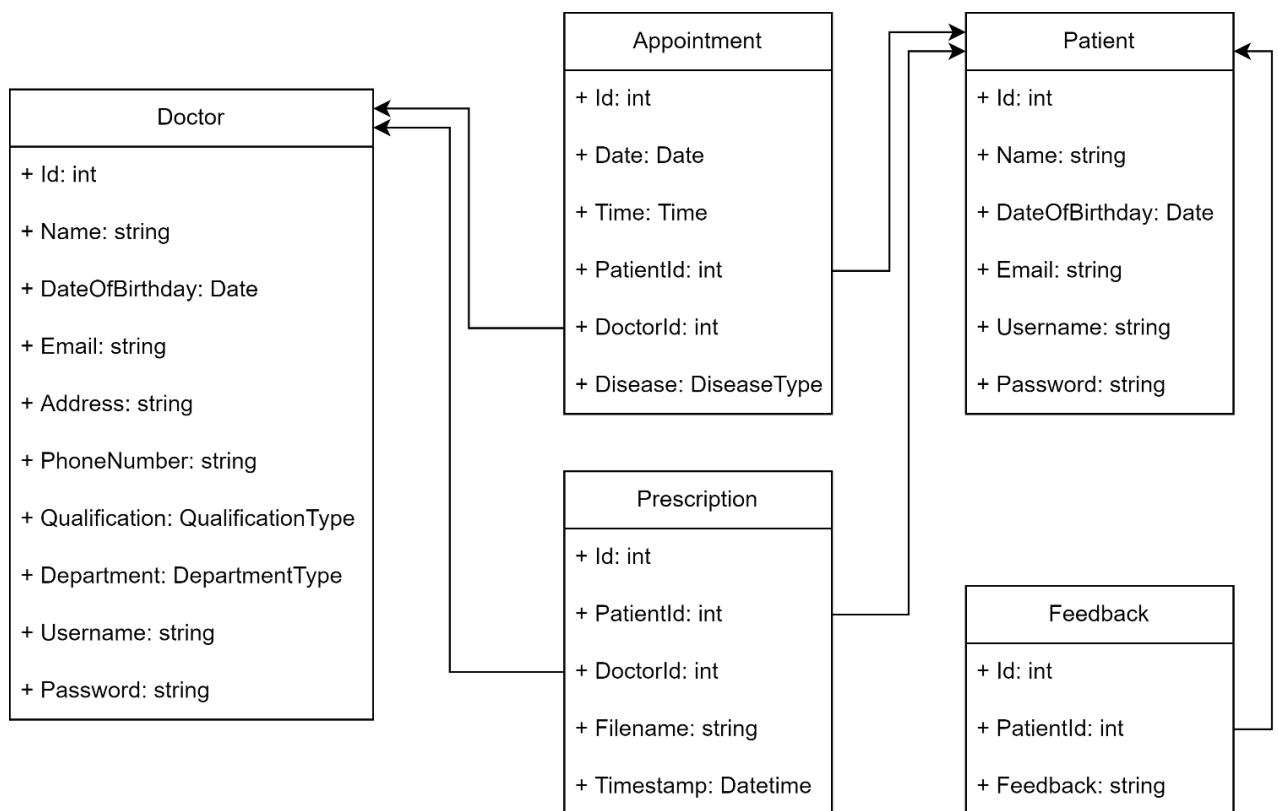 Doctor
+ Id: int
+ Name: string
+ DateOfBirthday: Date
+ Email: string
+ Address: string
+ PhoneNumber: string
+ Qualification: QualificationType
+ Department: DepartmentType
+ Username: string
+ Password: string
Appointment
+ Id: int
+ Date: Date
+ Time: Time
+ PatientId: int
+ DoctorId: int
+ Disease: DiseaseType
Prescription
+ Id: int
+ PatientId: int
+ DoctorId: int
+ Filename: string
+ Timestamp: Datetime
Patient
+ Id: int
+ Name: string
+ DateOfBirthday: Date
+ Email: string
+ Username: string
+ Password: string
Feedback
+ Id: int
+ PatientId: int
+ Feedback: string